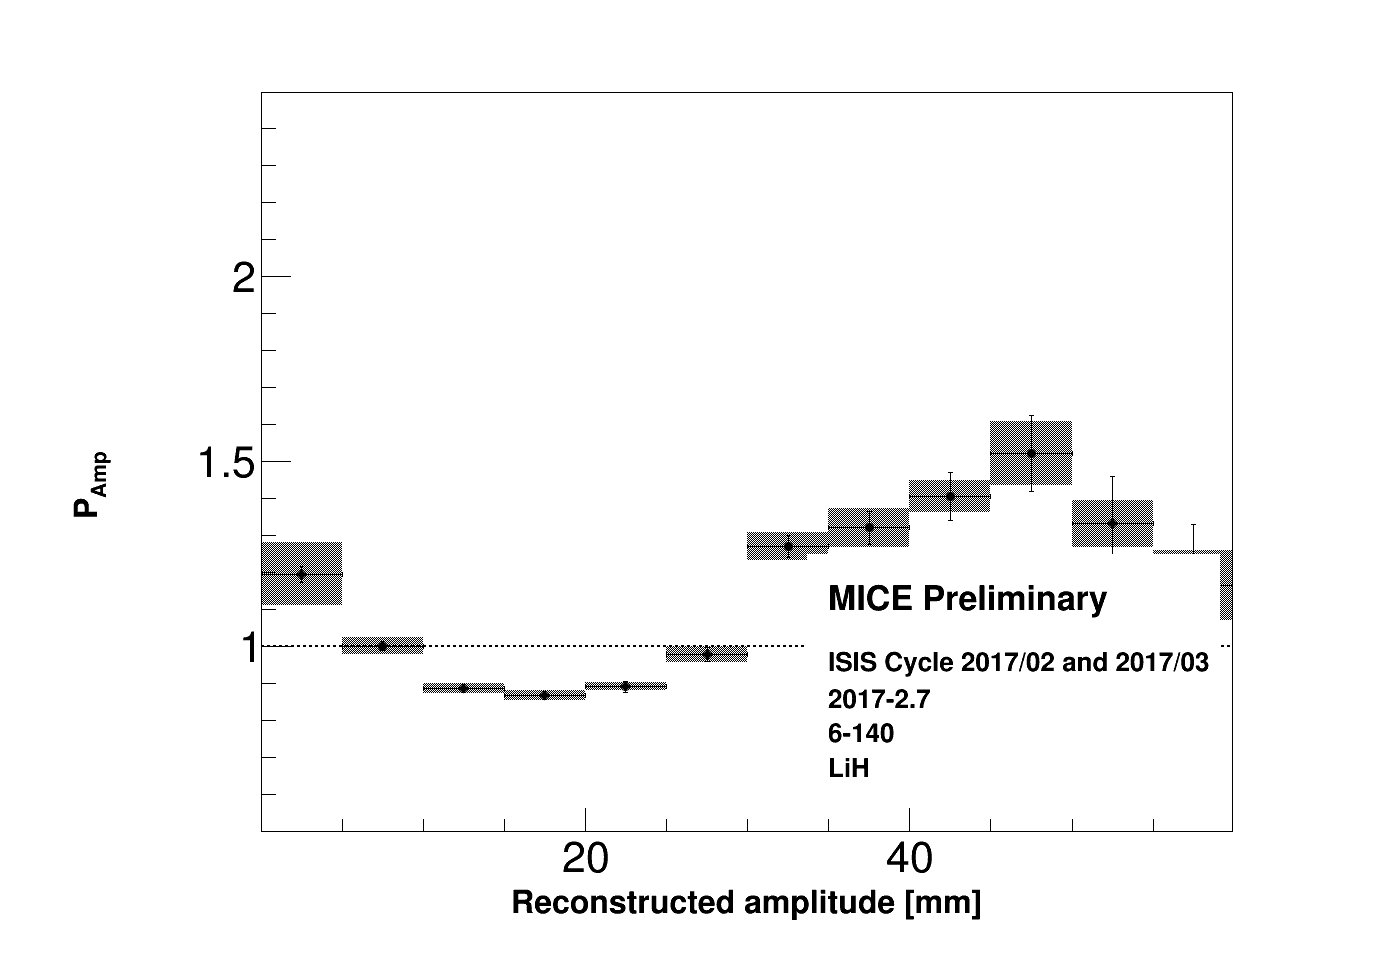 2
1.5
1
P_Amp
MICE Preliminary
ISIS Cycle 2017/02 and 2017/03
2017-2.7
6-140
LiH
20 40
Reconstructed amplitude [mm]